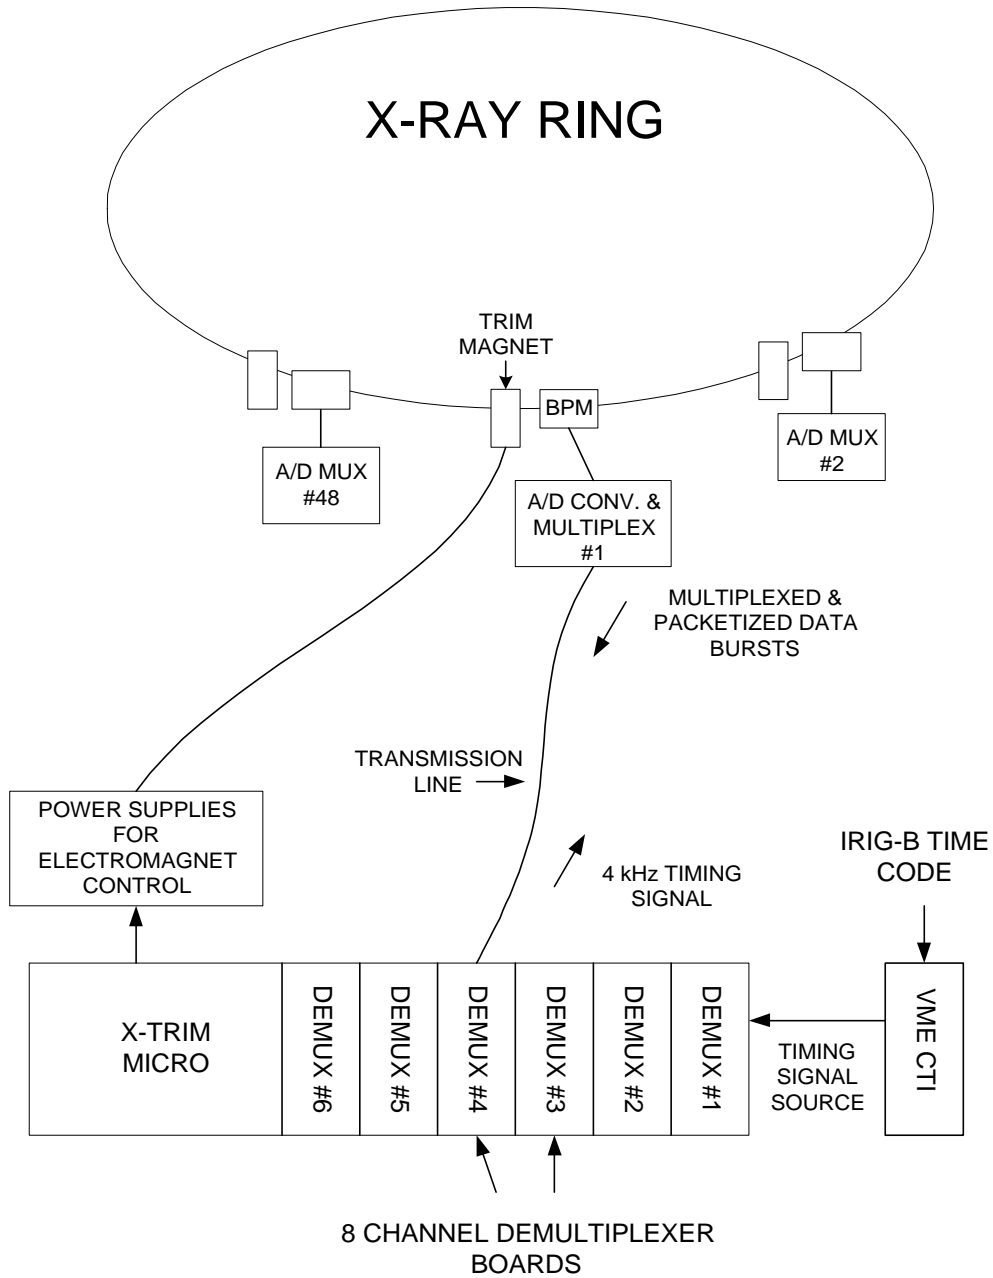 X-RAY RING
TRIM
MAGNET
BPM
A/D MUX
#48
A/D CONV. &
MULTIPLEX
#1
A/D MUX
#2
MULTIPLEXED &
PACKETIZED DATA
BURSTS
TRANSMISSION
LINE
4 kHz TIMING
SIGNAL
POWER SUPPLIES
FOR
ELECTROMAGNET
CONTROL
IRIG-B TIME
CODE
X-TRIM
MICRO
DEMUX #6
DEMUX #5
DEMUX #4
DEMUX #3
DEMUX #2
DEMUX #1
TIMING
SIGNAL
SOURCE
VME CTI
8 CHANNEL DEMULTIPLEXER
BOARDS